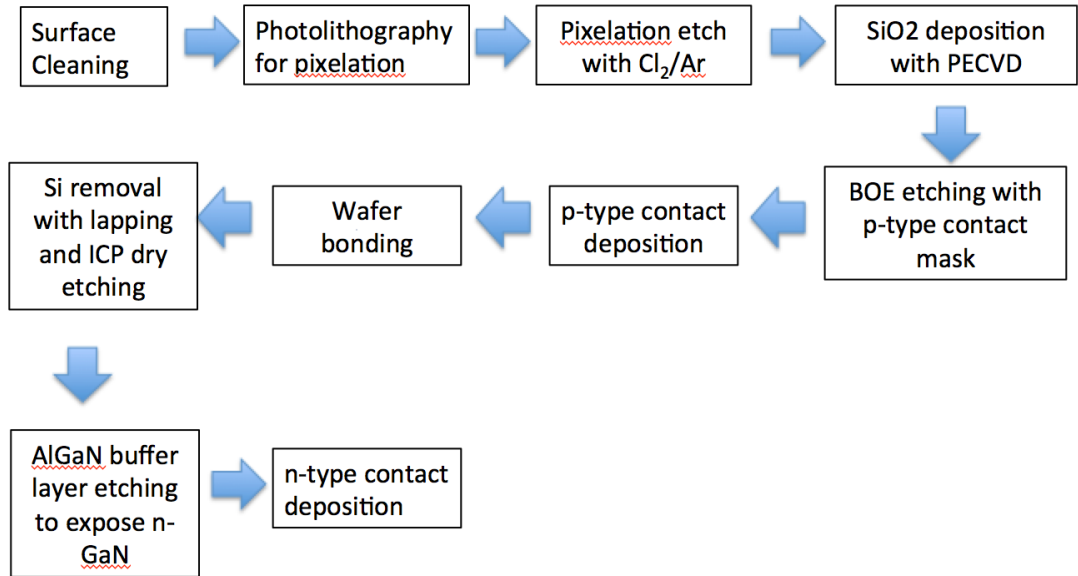 Surface
Cleaning
Photolithography
for pixelation
Pixelation etch
with Cl₂/Ar
SiO2 deposition
with PECVD
BOE etching with
p-type contact
mask
p-type contact
deposition
Wafer
bonding
Si removal
with lapping
and ICP dry
etching
AlGaN buffer
layer etching
to expose n-
GaN
n-type contact
deposition